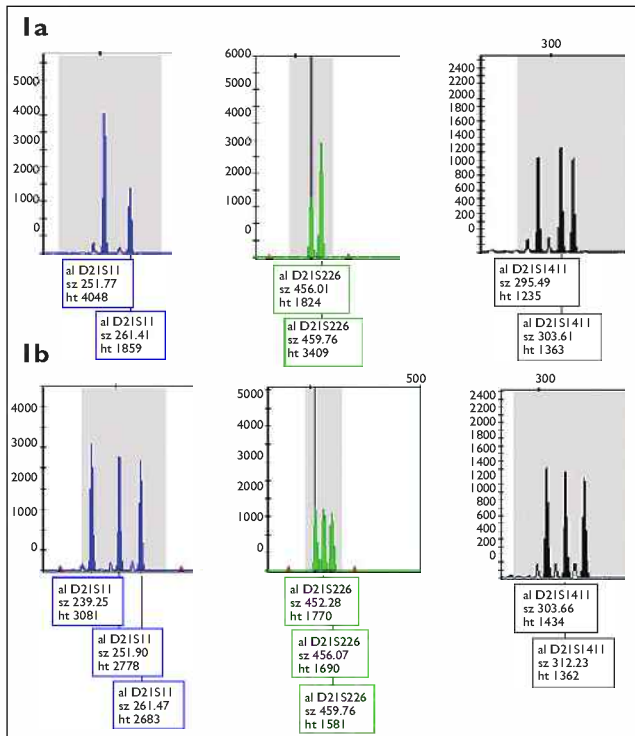 Ia
5000
4000
3000
2000
1000
0
6000
5000
4000
3000
2000
1000
0
300
2400
2200
2000
1800
1600
1400
1200
1000
800
600
400
200
0
al D21S11
sz 251.77
ht 4048
al D21S11
sz 261.41
ht 1859
al D21S226
sz 456.01
ht 1824
al D21S226
sz 459.76
ht 3409
al D21S1411
sz 295.49
ht 1235
al D21S1411
sz 303.61
ht 1363
Ib
4000
3000
2000
1000
0
500
5000
4000
3000
2000
1000
0
300
2400
2200
2000
1800
1600
1400
1200
1000
800
600
400
200
0
al D21S11
sz 239.25
ht 3081
al D21S11
sz 251.90
ht 2778
al D21S11
sz 261.47
ht 2683
al D21S226
sz 452.28
ht 1770
al D21S226
sz 456.07
ht 1690
al D21S226
sz 459.76
ht 1581
al D21S1411
sz 303.66
ht 1434
al D21S1411
sz 312.23
ht 1362